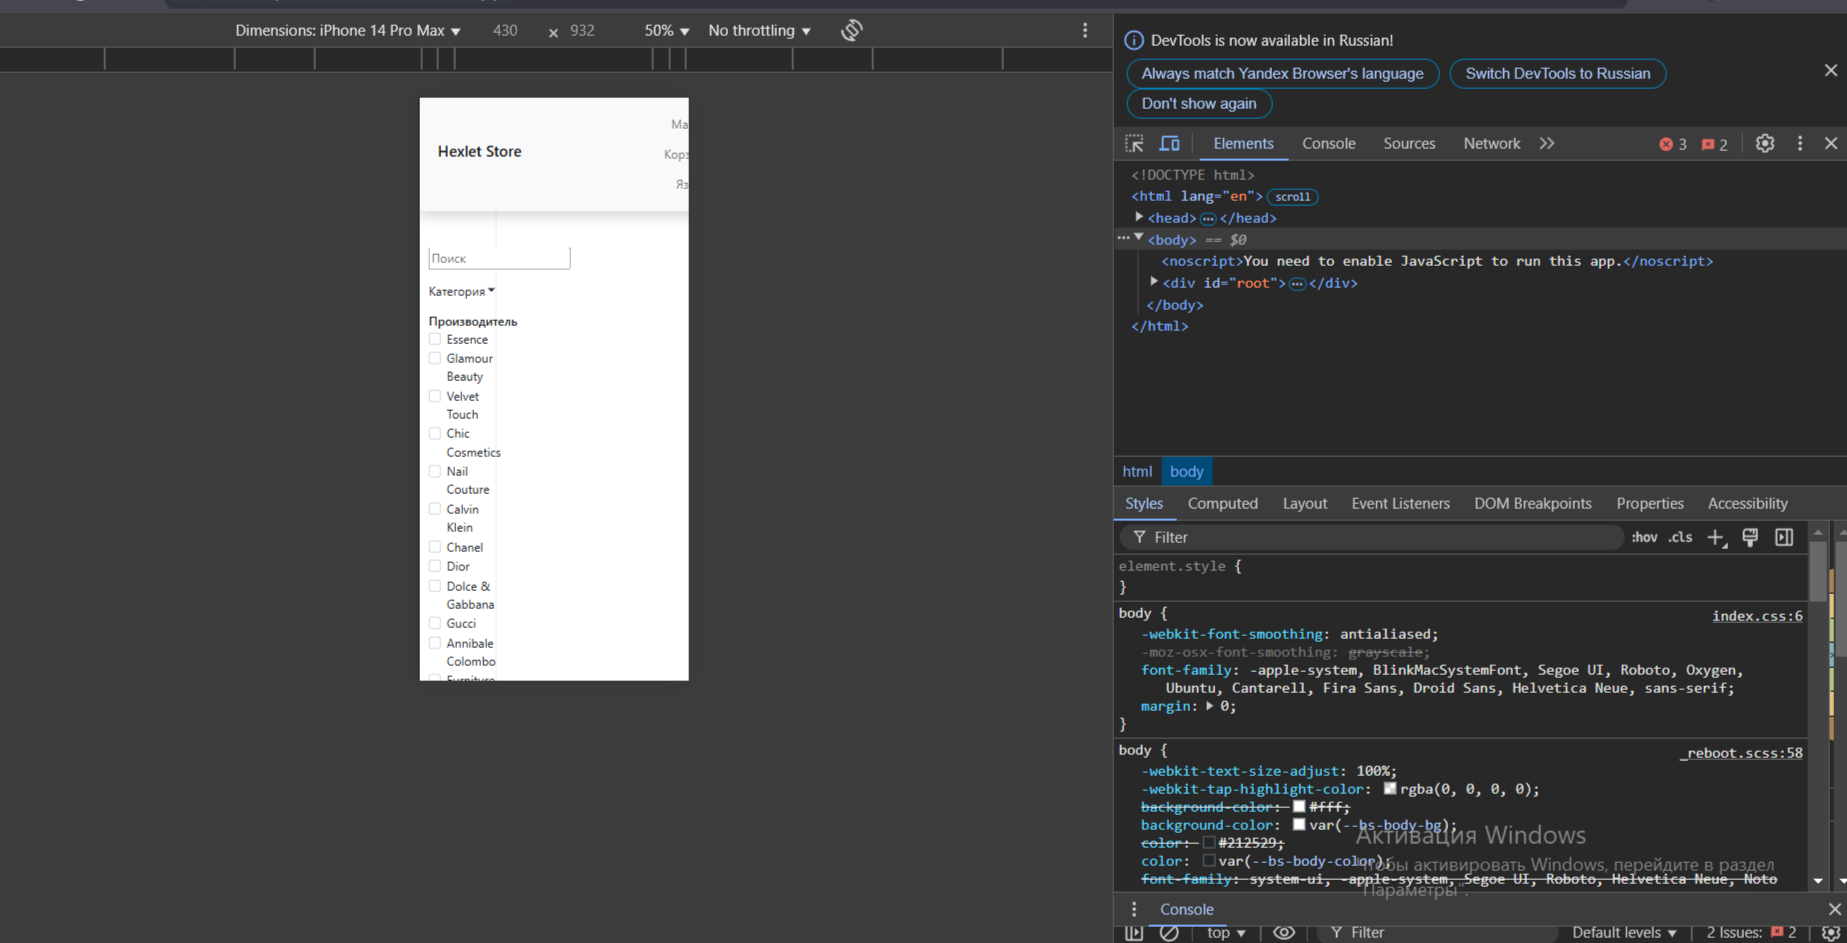 Dimensions: iPhone 14 Pro Max ▼ 430 × 932 50% ▼ No throttling ▼
DevTools is now available in Russian!
Always match Yandex Browser's language
Switch DevTools to Russian
Don't show again
Elements Console Sources Network 3 2
Hexlet Store
Ма
Корз
Яз
Поиск
Категория
Производитель
Essence
Glamour
Beauty
Velvet
Touch
Chic
Cosmetics
Nail
Couture
Calvin
Klein
Chanel
Dior
Dolce &
Gabbana
Gucci
Annibale
Colombo
Furniture
<!DOCTYPE html>
<html lang="en"> scroll
<head> … </head>
<body> == $0
<noscript>You need to enable JavaScript to run this app.</noscript>
<div id="root"> … </div>
</body>
</html>
html body
Styles Computed Layout Event Listeners DOM Breakpoints Properties Accessibility
Filter :hov .cls
element.style {
}
body { index.css:6
-webkit-font-smoothing: antialiased;
-moz-osx-font-smoothing: grayscale;
font-family: -apple-system, BlinkMacSystemFont, Segoe UI, Roboto, Oxygen,
Ubuntu, Cantarell, Fira Sans, Droid Sans, Helvetica Neue, sans-serif;
margin: 0;
}
body { _reboot.scss:58
-webkit-text-size-adjust: 100%;
-webkit-tap-highlight-color: rgba(0, 0, 0, 0);
background-color: #fff;
background-color: var(--bs-body-bg);
color: #212529;
color: var(--bs-body-color);
font-family: system-ui, -apple-system, Segoe UI, Roboto, Helvetica Neue, Noto
Активация Windows
Чтобы активировать Windows, перейдите в раздел
"Параметры".
Console
top ▼ Filter Default levels ▼ 2 Issues: 2